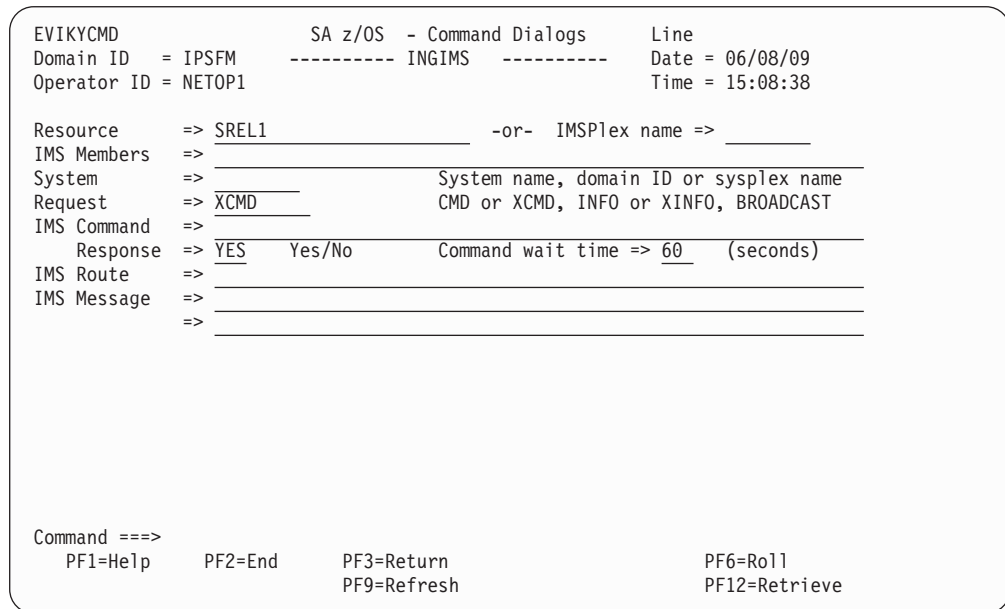 EVIKYCMD SA z/OS - Command Dialogs Line
Domain ID = IPSFM ---------- INGIMS ---------- Date = 06/08/09
Operator ID = NETOP1 Time = 15:08:38
Resource => SREL1 -or- IMSPlex name =>
IMS Members =>
System => System name, domain ID or sysplex name
Request => XCMD CMD or XCMD, INFO or XINFO, BROADCAST
IMS Command =>
Response => YES Yes/No Command wait time => 60 (seconds)
IMS Route =>
IMS Message =>
=>
Command ===>
PF1=Help PF2=End PF3=Return PF6=Roll
PF9=Refresh PF12=Retrieve